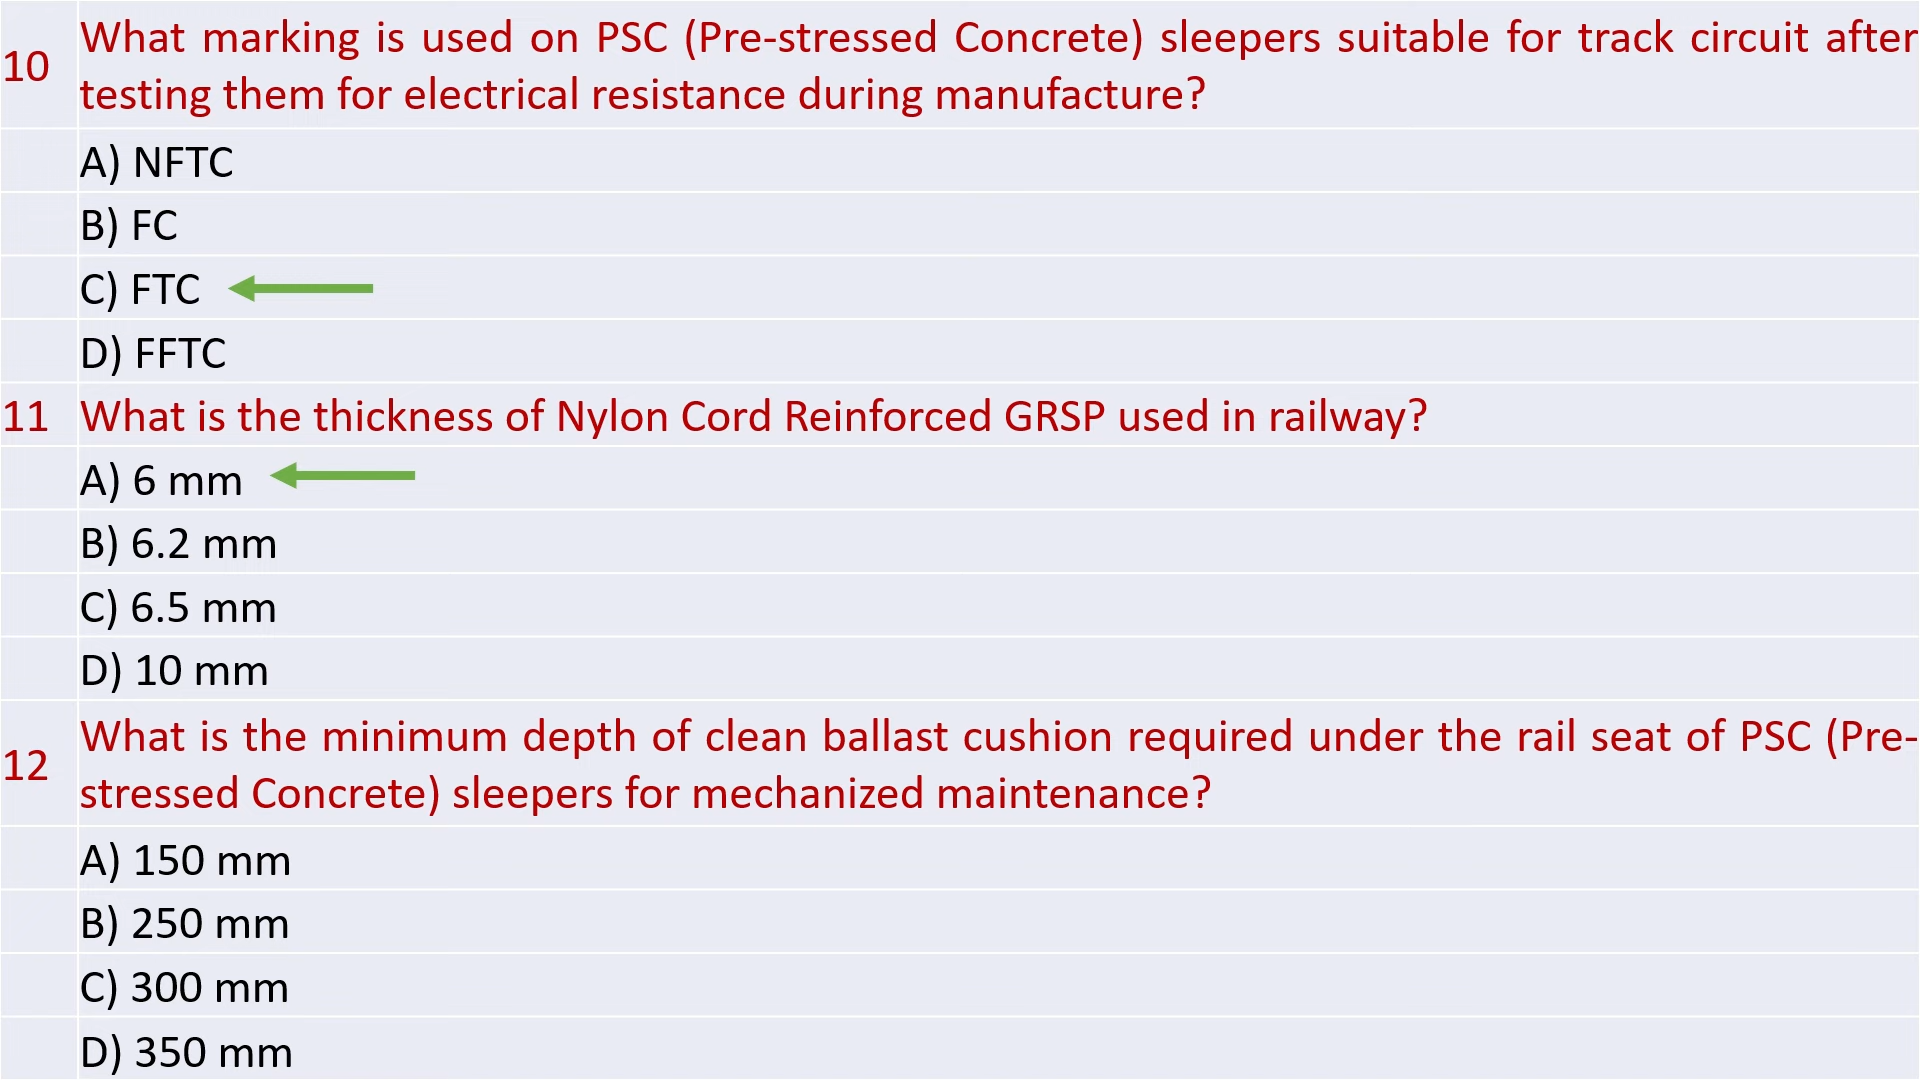 10
What marking is used on PSC (Pre-stressed Concrete) sleepers suitable for track circuit after
testing them for electrical resistance during manufacture?
A) NFTC
B) FC
C) FTC
D) FFTC
11 What is the thickness of Nylon Cord Reinforced GRSP used in railway?
A) 6 mm
B) 6.2 mm
C) 6.5 mm
D) 10 mm
12
What is the minimum depth of clean ballast cushion required under the rail seat of PSC (Pre-
stressed Concrete) sleepers for mechanized maintenance?
A) 150 mm
B) 250 mm
C) 300 mm
D) 350 mm